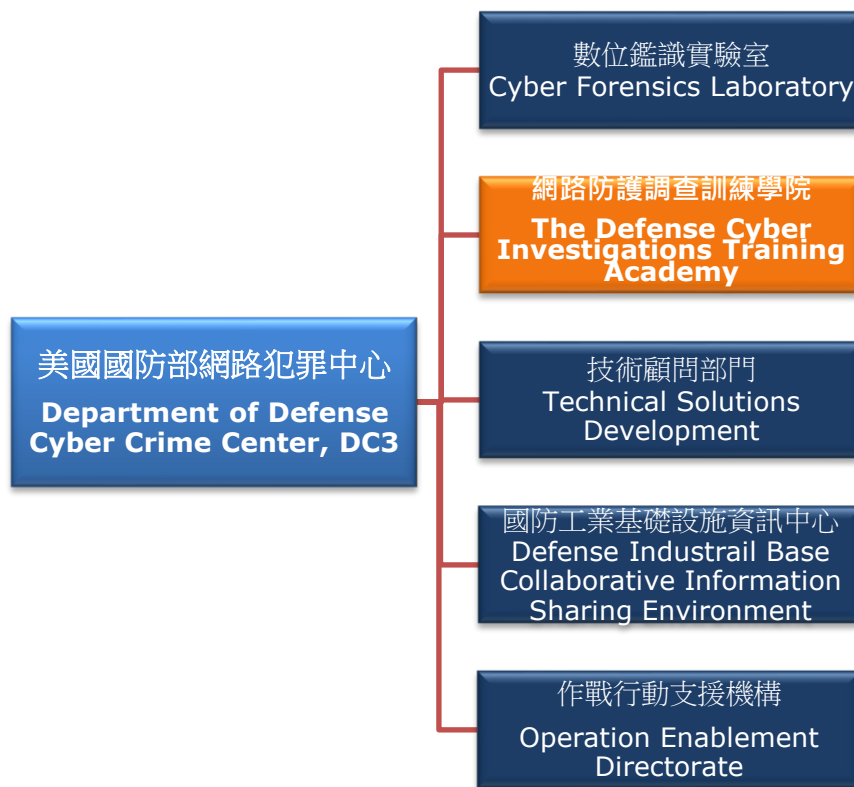 數位鑑識實驗室
Cyber Forensics Laboratory
網路防護調查訓練學院
The Defense Cyber
Investigations Training
Academy
美國國防部網路犯罪中心
Department of Defense
Cyber Crime Center, DC3
技術顧問部門
Technical Solutions
Development
國防工業基礎設施資訊中心
Defense Industrail Base
Collaborative Information
Sharing Environment
作戰行動支援機構
Operation Enablement
Directorate